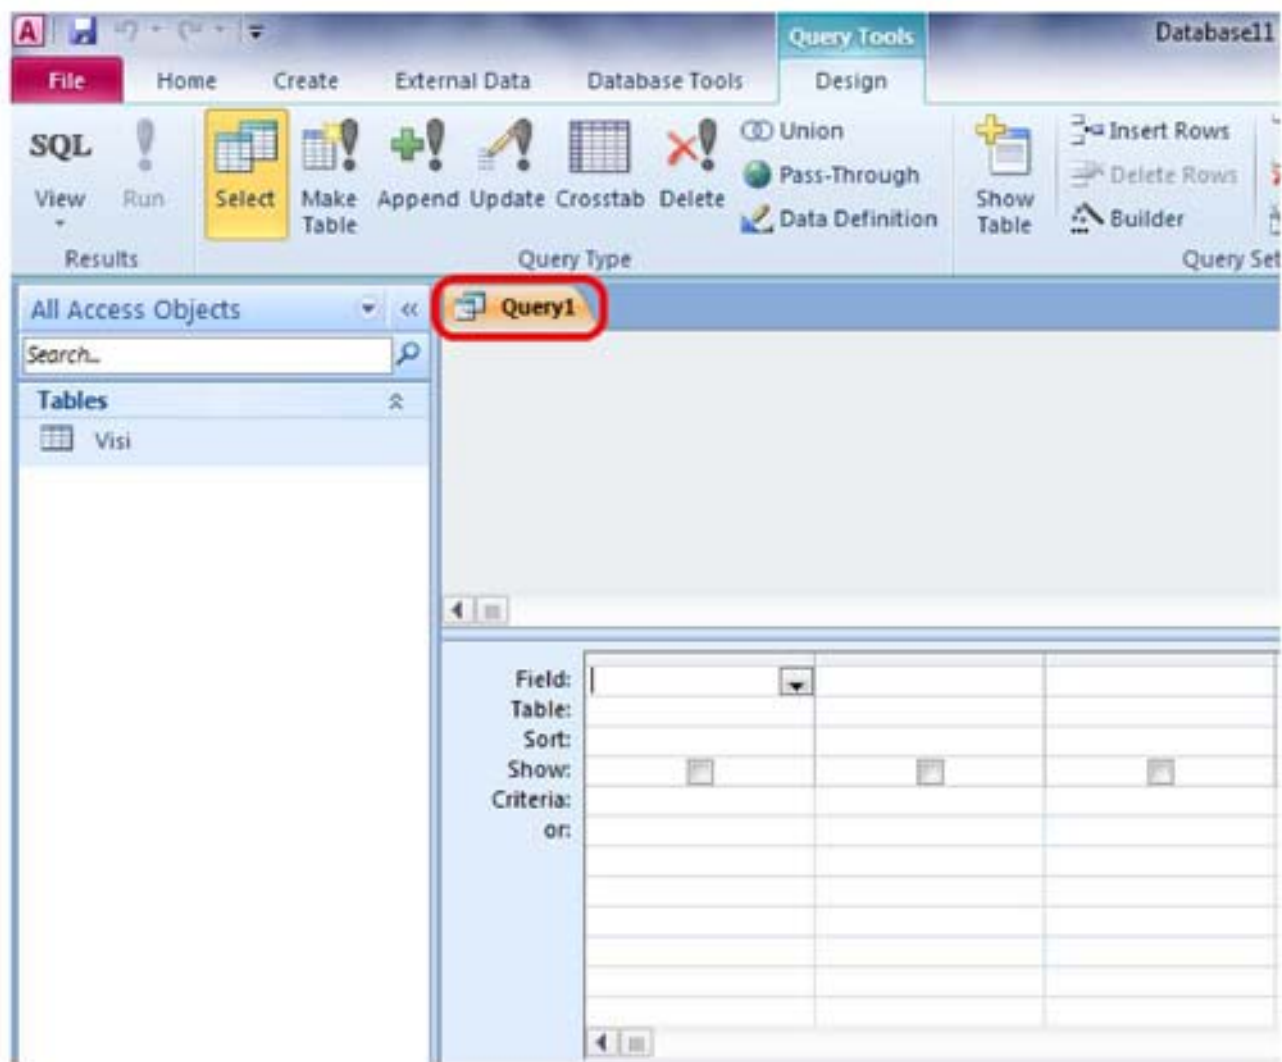 A
Query Tools
Database11
File Home Create External Data Database Tools Design
SQL
View
Run
Select
Make Table
Append
Update
Crosstab
Delete
Union
Pass-Through
Data Definition
Show Table
Insert Rows
Delete Rows
Builder
Results
Query Type
Query Set
All Access Objects
Query1
Search...
Tables
Visi
Field:
Table:
Sort:
Show:
Criteria:
or: